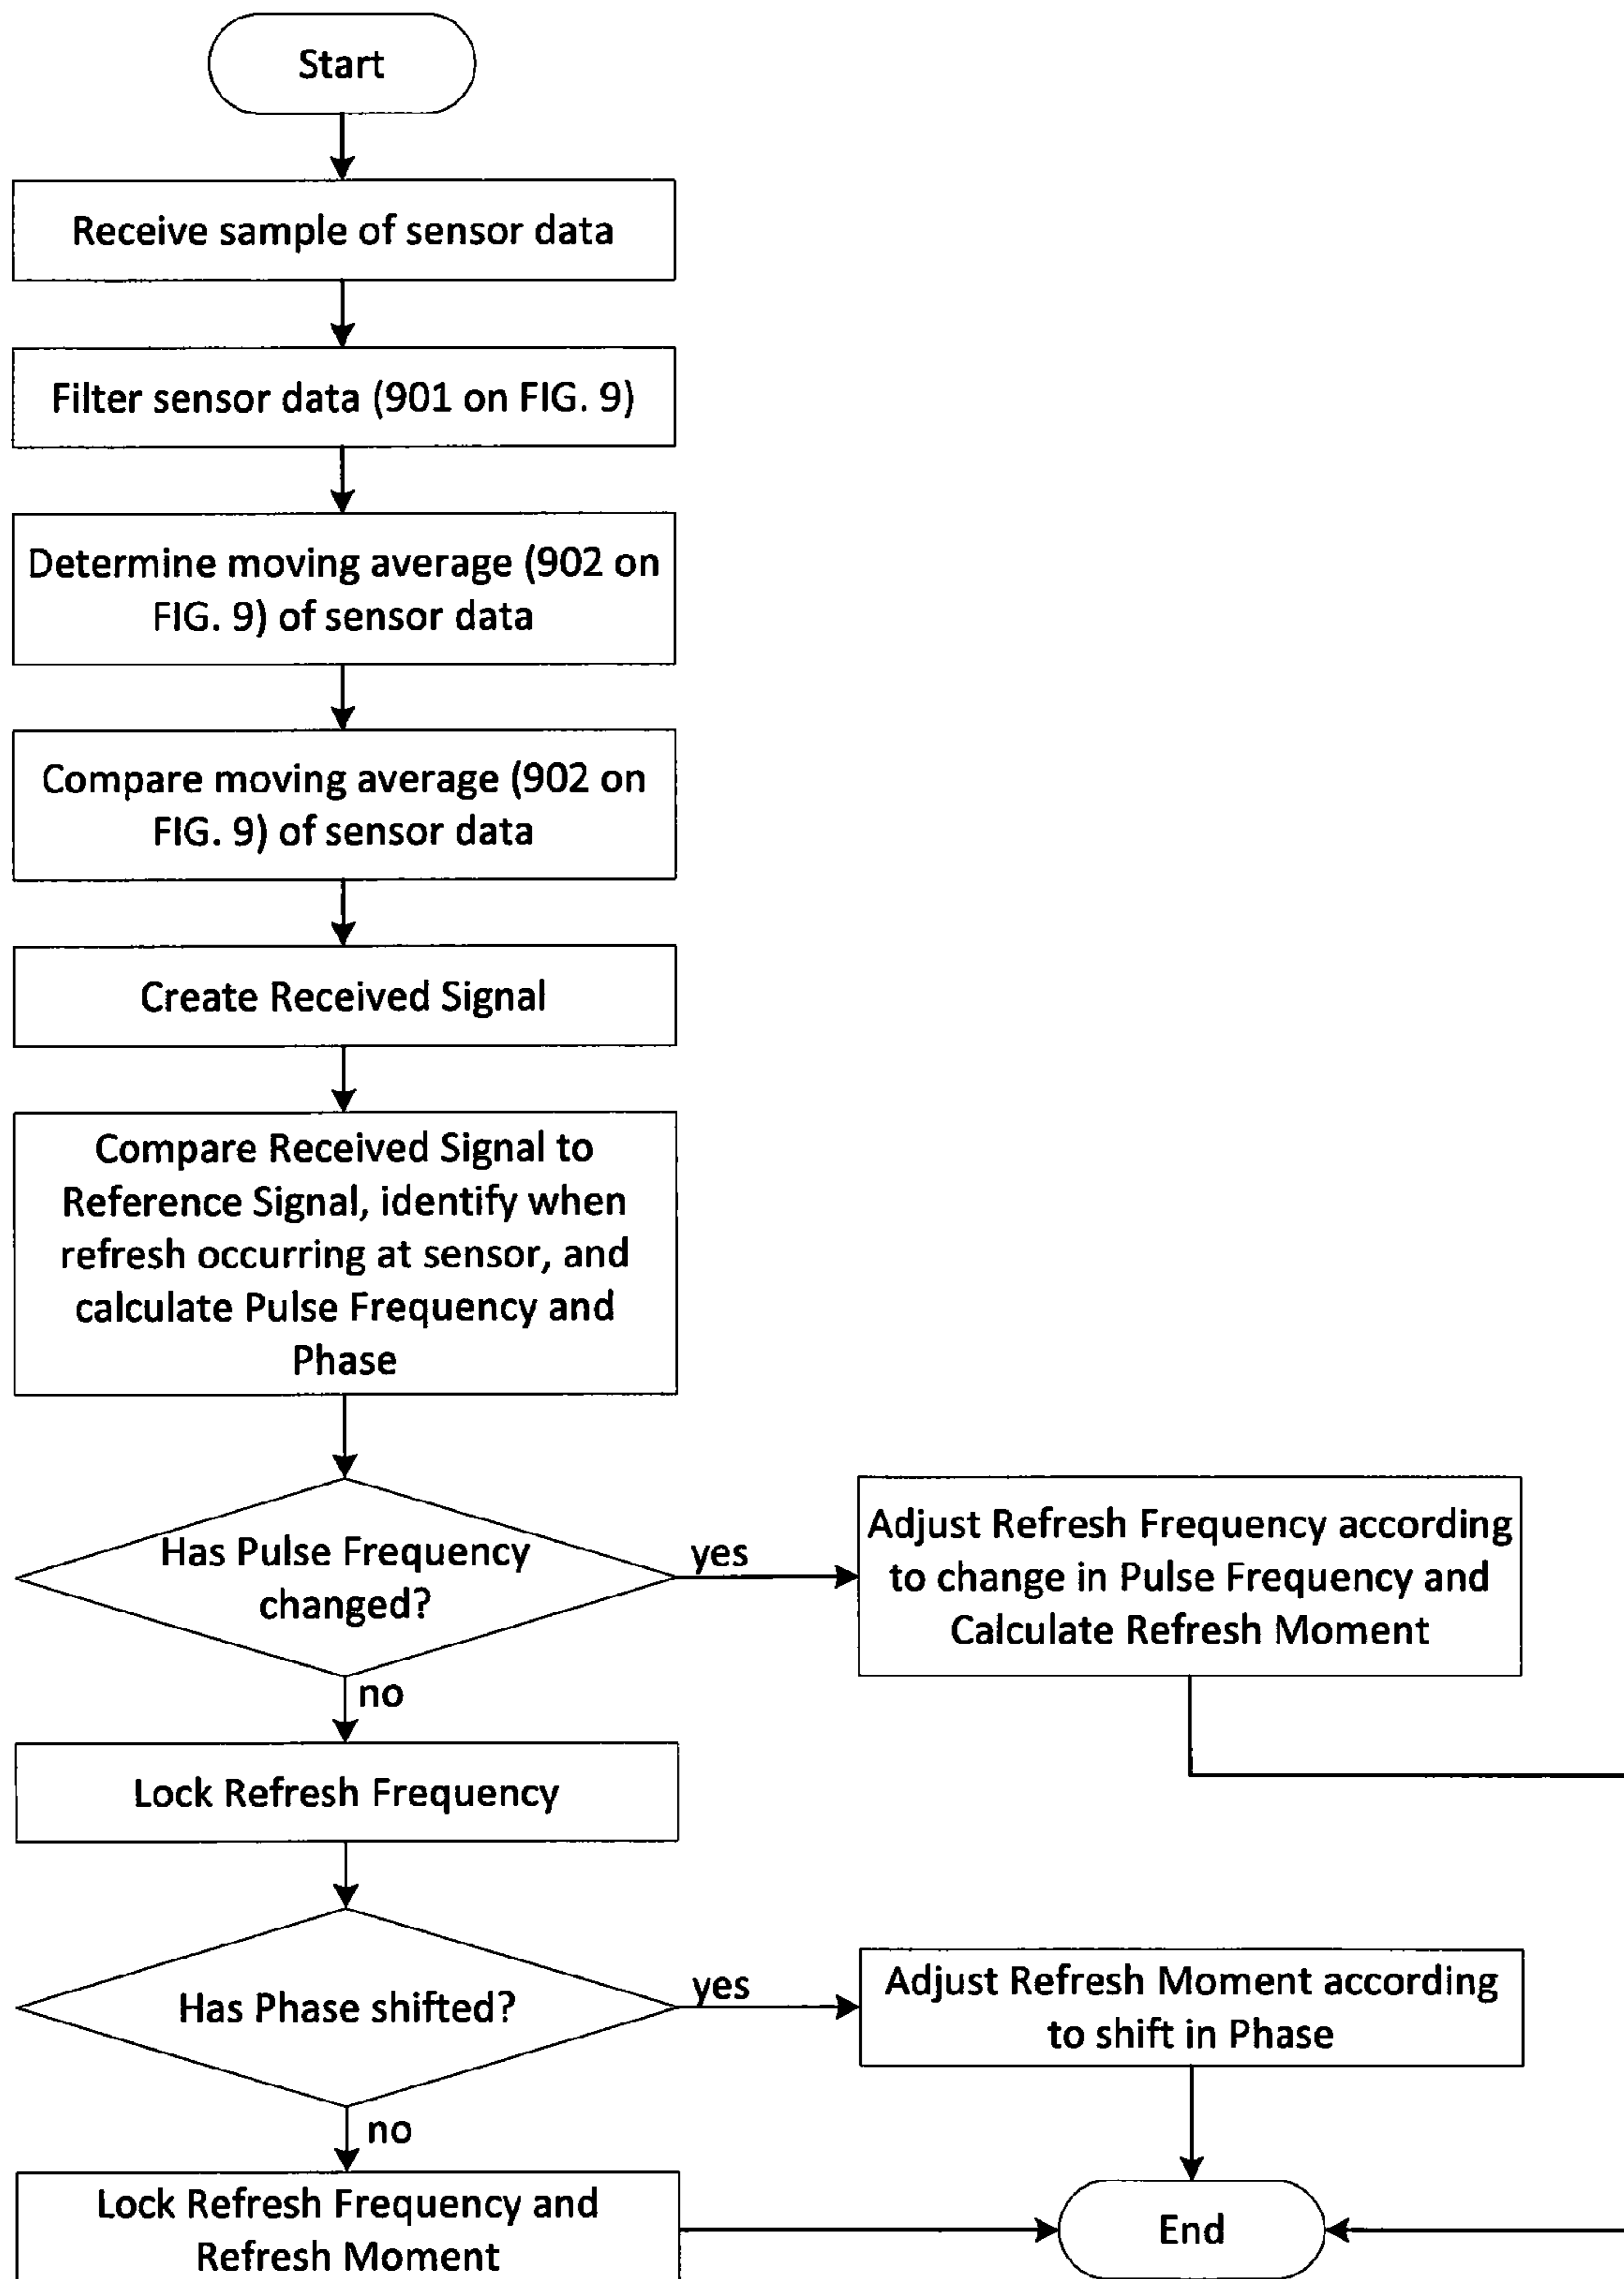 Start
Receive sample of sensor data
Filter sensor data (901 on FIG. 9)
Determine moving average (902 on
FIG. 9) of sensor data
Compare moving average (902 on
FIG. 9) of sensor data
Create Received Signal
Compare Received Signal to
Reference Signal, identify when
refresh occurring at sensor, and
calculate Pulse Frequency and
Phase
Has Pulse Frequency
changed?
yes
Adjust Refresh Frequency according
to change in Pulse Frequency and
Calculate Refresh Moment
no
Lock Refresh Frequency
Has Phase shifted?
yes
Adjust Refresh Moment according
to shift in Phase
no
Lock Refresh Frequency and
Refresh Moment
End